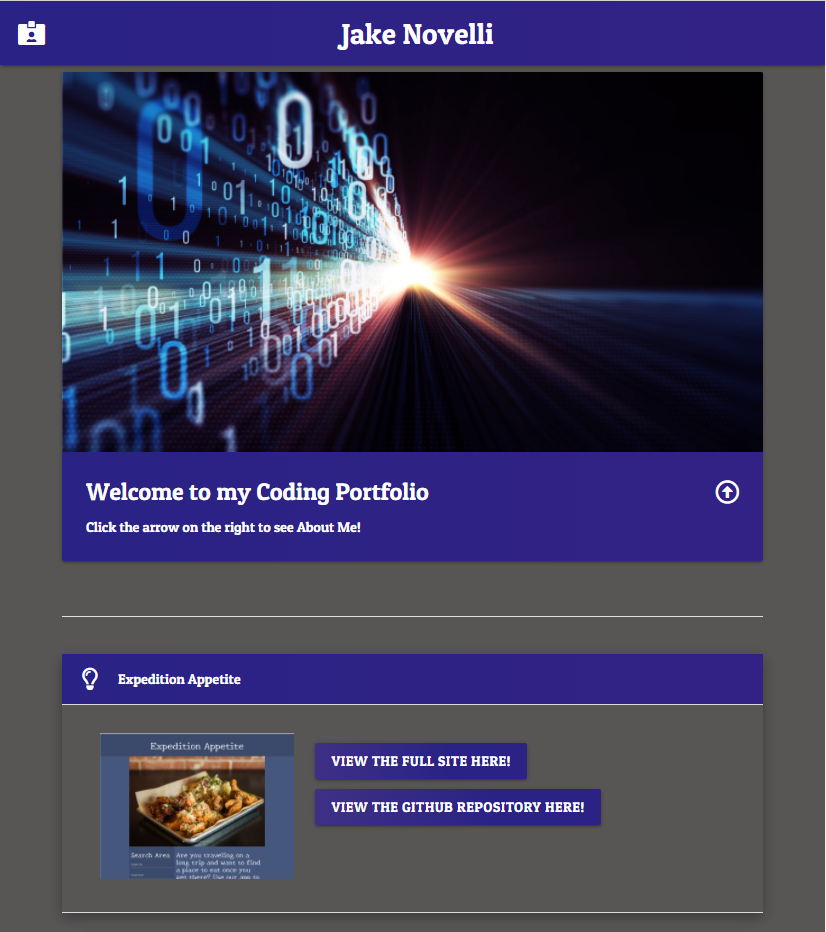 Jake Novelli
Welcome to my Coding Portfolio
Click the arrow on the right to see About Me!
Expedition Appetite
Expedition Appetite
VIEW THE FULL SITE HERE!
VIEW THE GITHUB REPOSITORY HERE!
Search Area
Are you traveling on a
long trip and want to find
a place to eat once you
get there? Use our app to